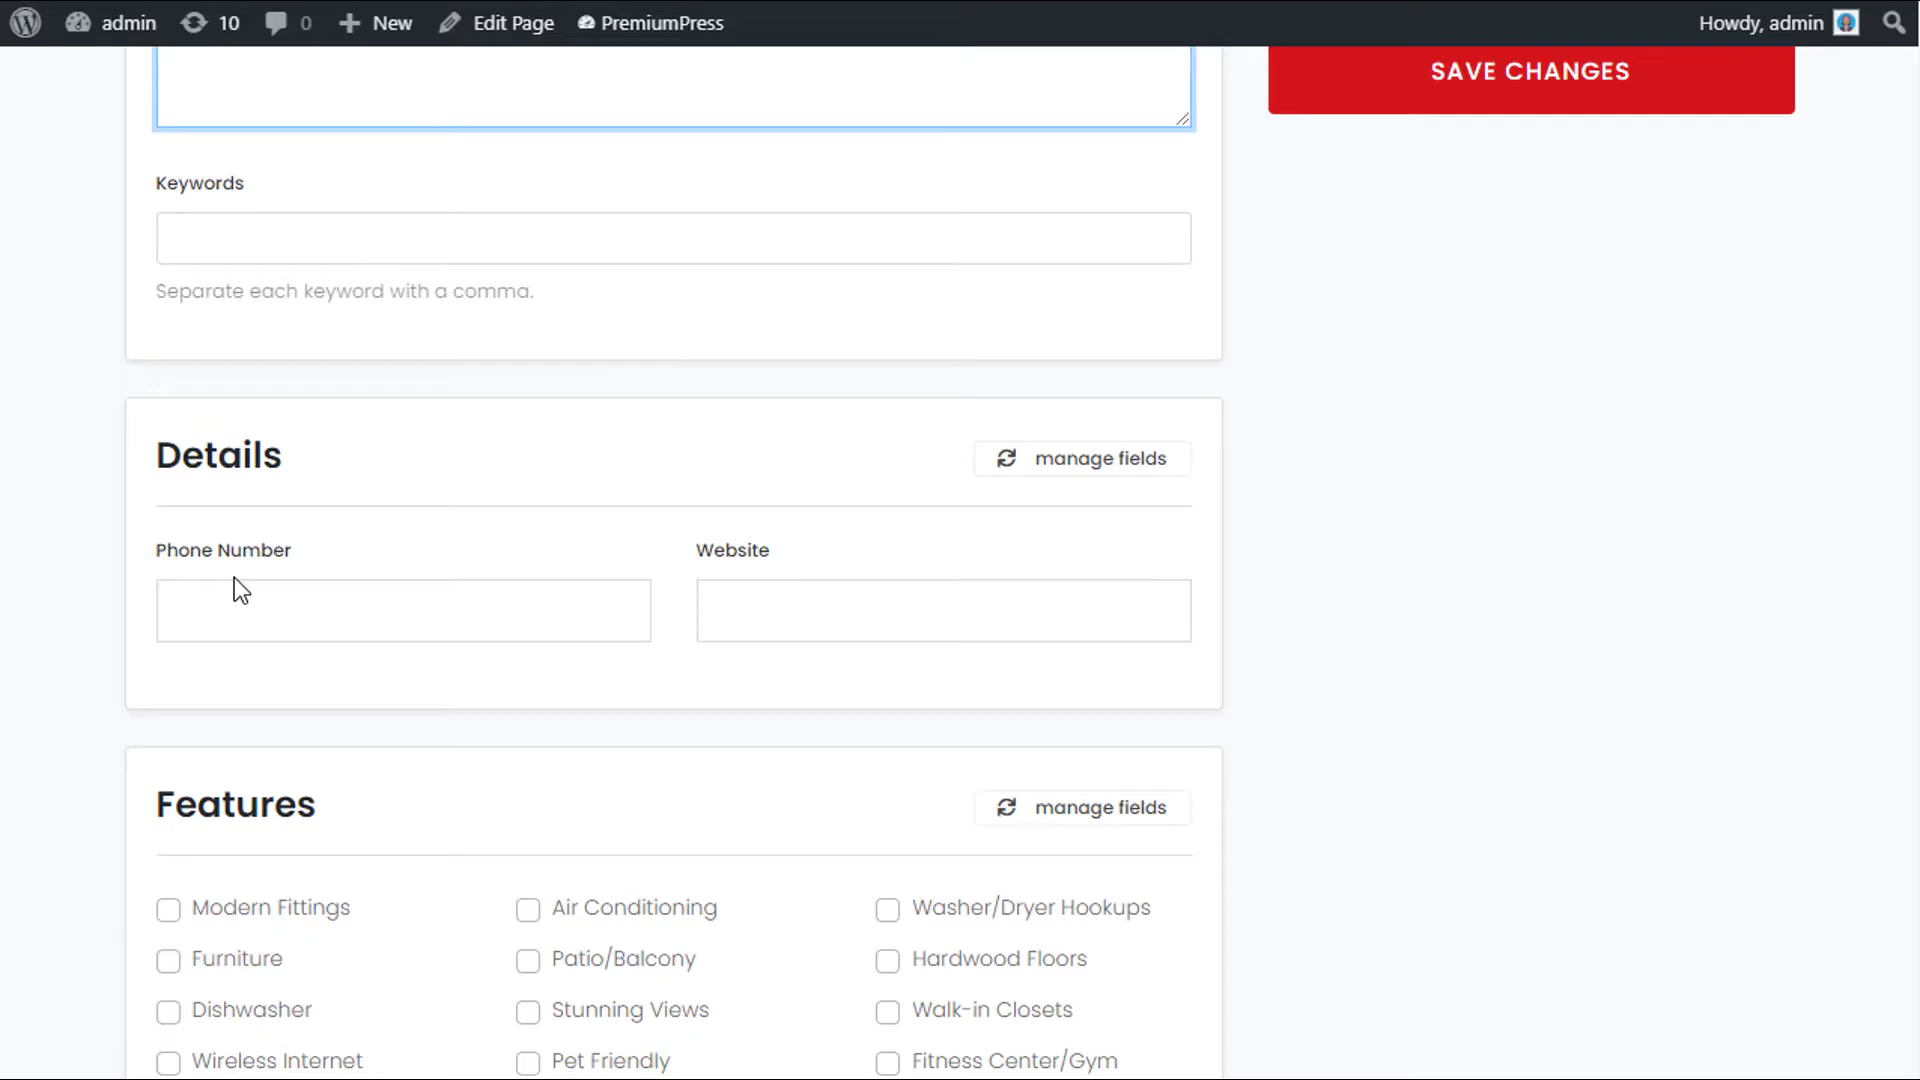 admin 10 0 New Edit Page PremiumPress Howdy, admin
SAVE CHANGES
Keywords
Separate each keyword with a comma.
Details manage fields
Phone Number Website
Features manage fields
Modern Fittings Air Conditioning Washer/Dryer Hookups
Furniture Patio/Balcony Hardwood Floors
Dishwasher Stunning Views Walk-in Closets
Wireless Internet Pet Friendly Fitness Center/Gym